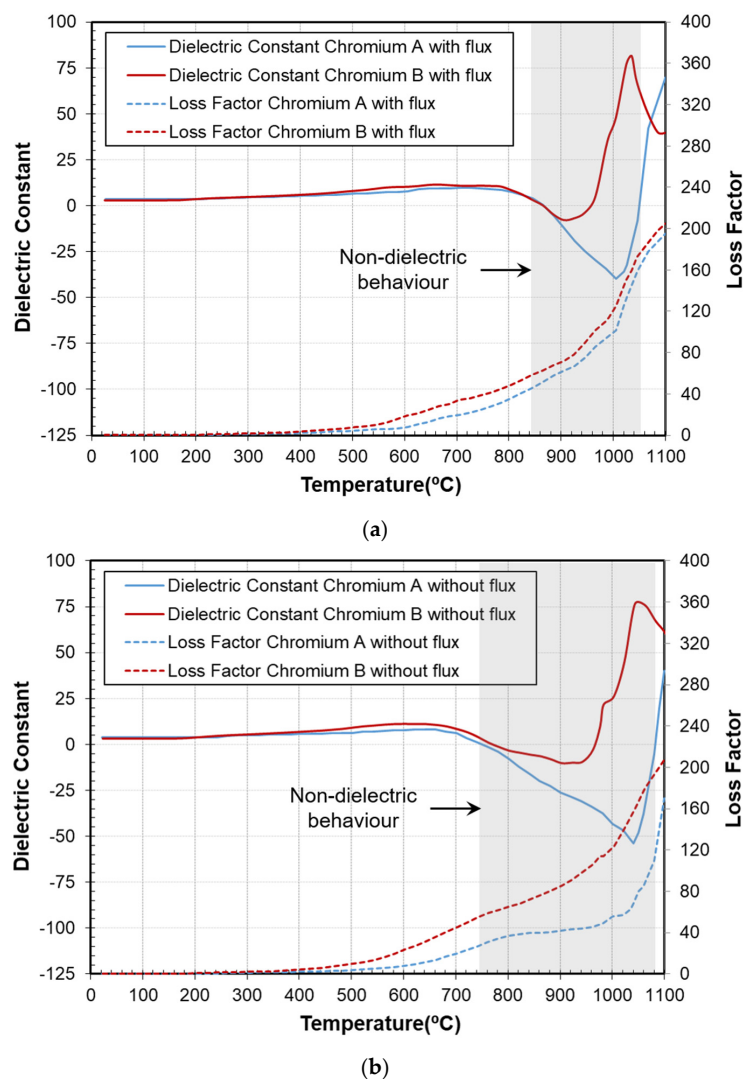 100
75
50
25
0
-25
-50
-75
-100
-125
Dielectric Constant
Dielectric Constant Chromium A with flux
Dielectric Constant Chromium B with flux
Loss Factor Chromium A with flux
Loss Factor Chromium B with flux
Non-dielectric
behaviour
400
360
320
280
240
200
160
120
80
40
0
Loss Factor
0 100 200 300 400 500 600 700 800 900 1000 1100
Temperature(ºC)
(a)
100
75
50
25
0
-25
-50
-75
-100
-125
Dielectric Constant
Dielectric Constant Chromium A without flux
Dielectric Constant Chromium B without flux
Loss Factor Chromium A without flux
Loss Factor Chromium B without flux
Non-dielectric
behaviour
400
360
320
280
240
200
160
120
80
40
0
Loss Factor
0 100 200 300 400 500 600 700 800 900 1000 1100
Temperature(ºC)
(b)